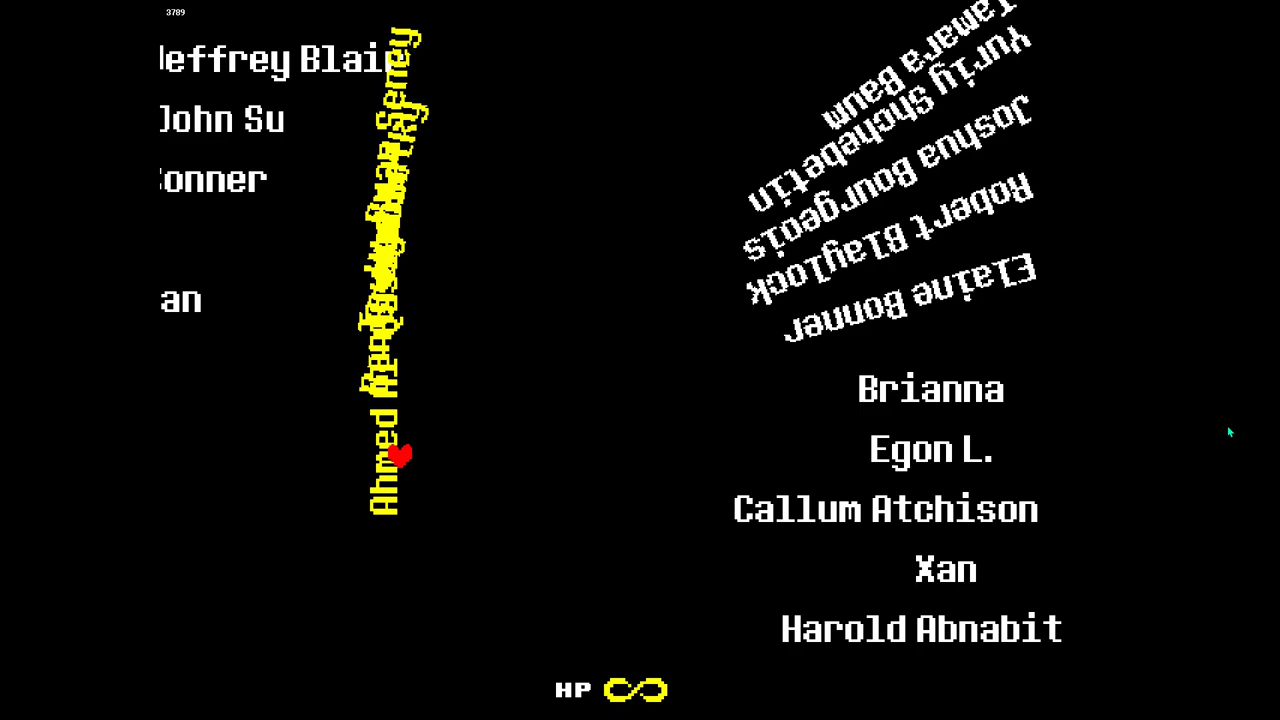 3789
Jeffrey Blair
John Su
onner
an
Ahmed
Tamara Baum
Yuriy Shchebetin
Joshua Bourgeois
Robert Blaylock
Elaine Bonner
Brianna
Egon L.
Callum Atchison
Xan
Harold Abnabit
HP